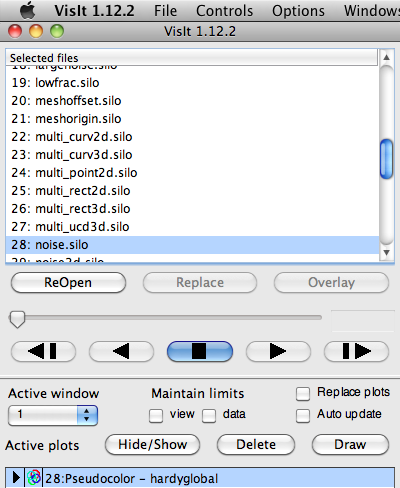 VisIt 1.12.2 File Controls Options Windows
VisIt 1.12.2
Selected files
18: largenoise.silo
19: lowfrac.silo
20: meshoffset.silo
21: meshorigin.silo
22: multi_curv2d.silo
23: multi_curv3d.silo
24: multi_point2d.silo
25: multi_rect2d.silo
26: multi_rect3d.silo
27: multi_ucd3d.silo
28: noise.silo
29: noise2d.silo
ReOpen Replace Overlay
Active window Maintain limits Replace plots
1 view data Auto update
Active plots Hide/Show Delete Draw
28:Pseudocolor - hardyglobal